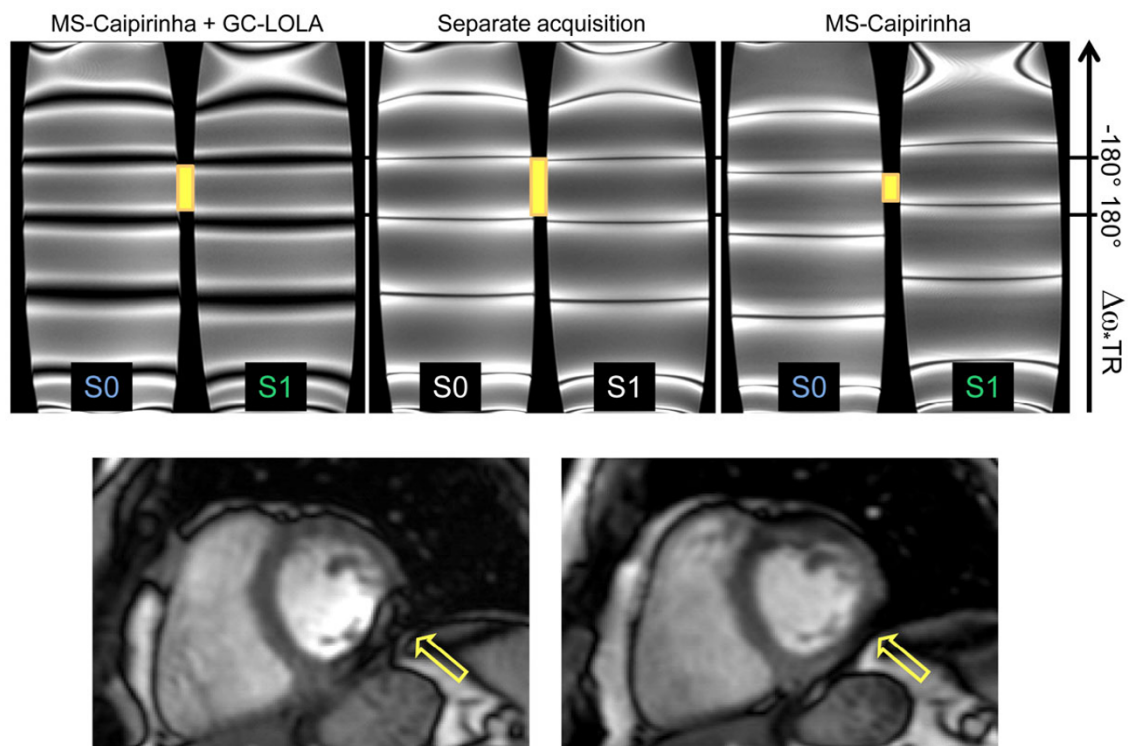 MS-Caipirinha + GC-LOLA
Separate acquisition
MS-Caipirinha
S0
S1
S0
S1
S0
S1
-180°
180°
Δω*TR